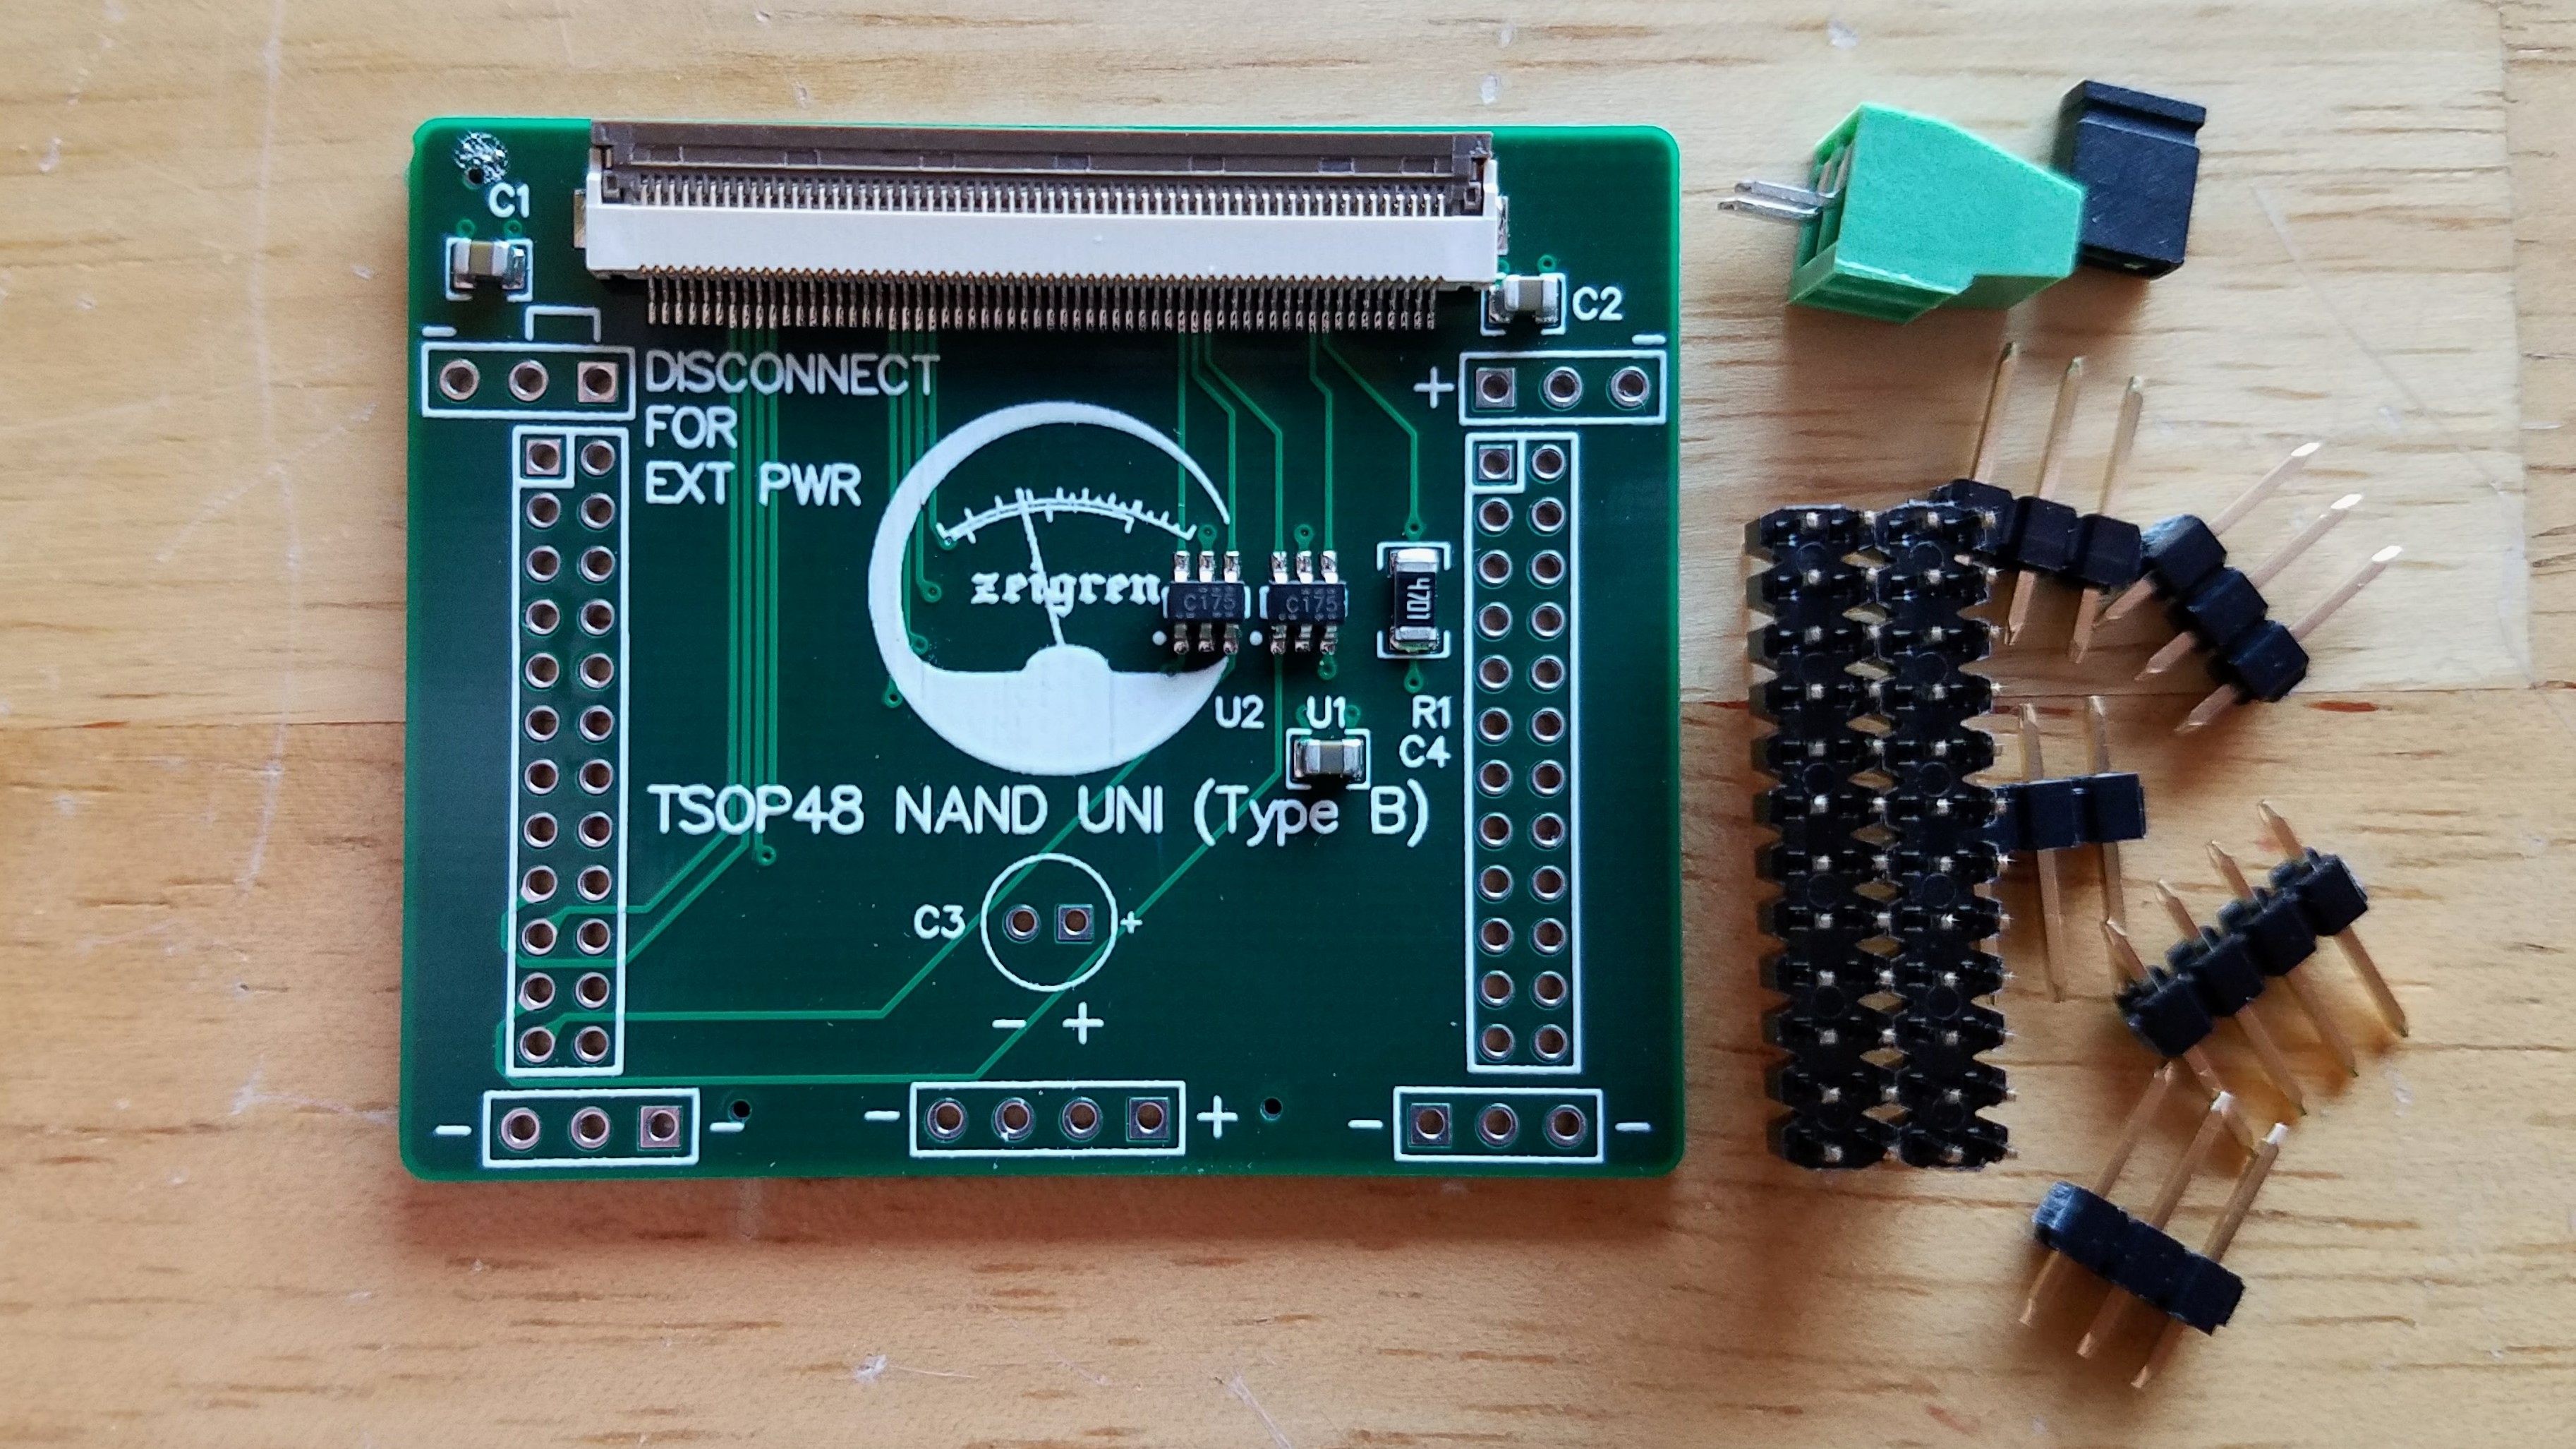 C1
C2
-
-
+
DISCONNECT
FOR
EXT PWR
zeigren
C175
C175
4701
U2
U1
R1
C4
TSOP48 NAND UNI (Type B)
C3
+
- +
-
-
-
+
-
-